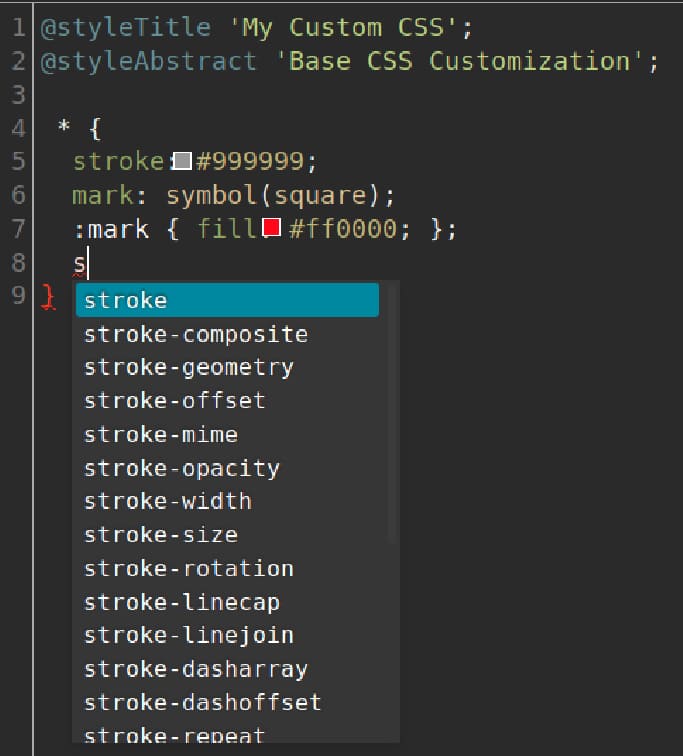 1 @styleTitle 'My Custom CSS';
2 @styleAbstract 'Base CSS Customization';
3
4 * {
5 stroke: #999999;
6 mark: symbol(square);
7 :mark { fill: #ff0000; };
8 s
9 }
stroke
stroke-composite
stroke-geometry
stroke-offset
stroke-mime
stroke-opacity
stroke-width
stroke-size
stroke-rotation
stroke-linecap
stroke-linejoin
stroke-dasharray
stroke-dashoffset
stroke-repeat